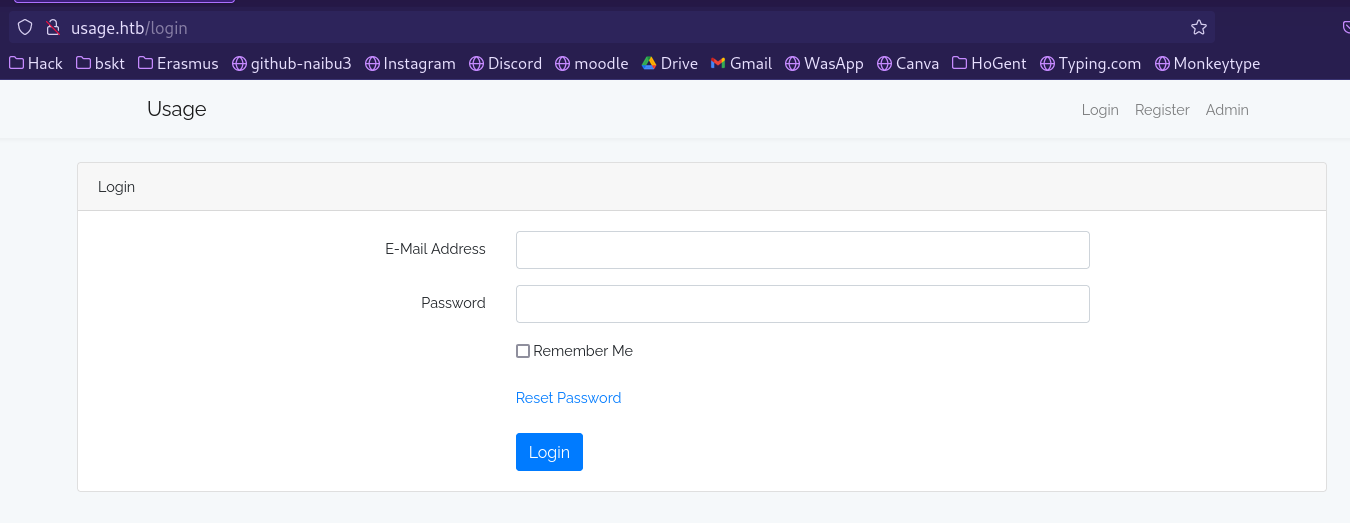 usage.htb/login
Hack bskt Erasmus github-naibu3 Instagram Discord moodle Drive Gmail WasApp Canva HoGent Typing.com Monkeytype
Usage Login Register Admin
Login
E-Mail Address
Password
Remember Me
Reset Password
Login